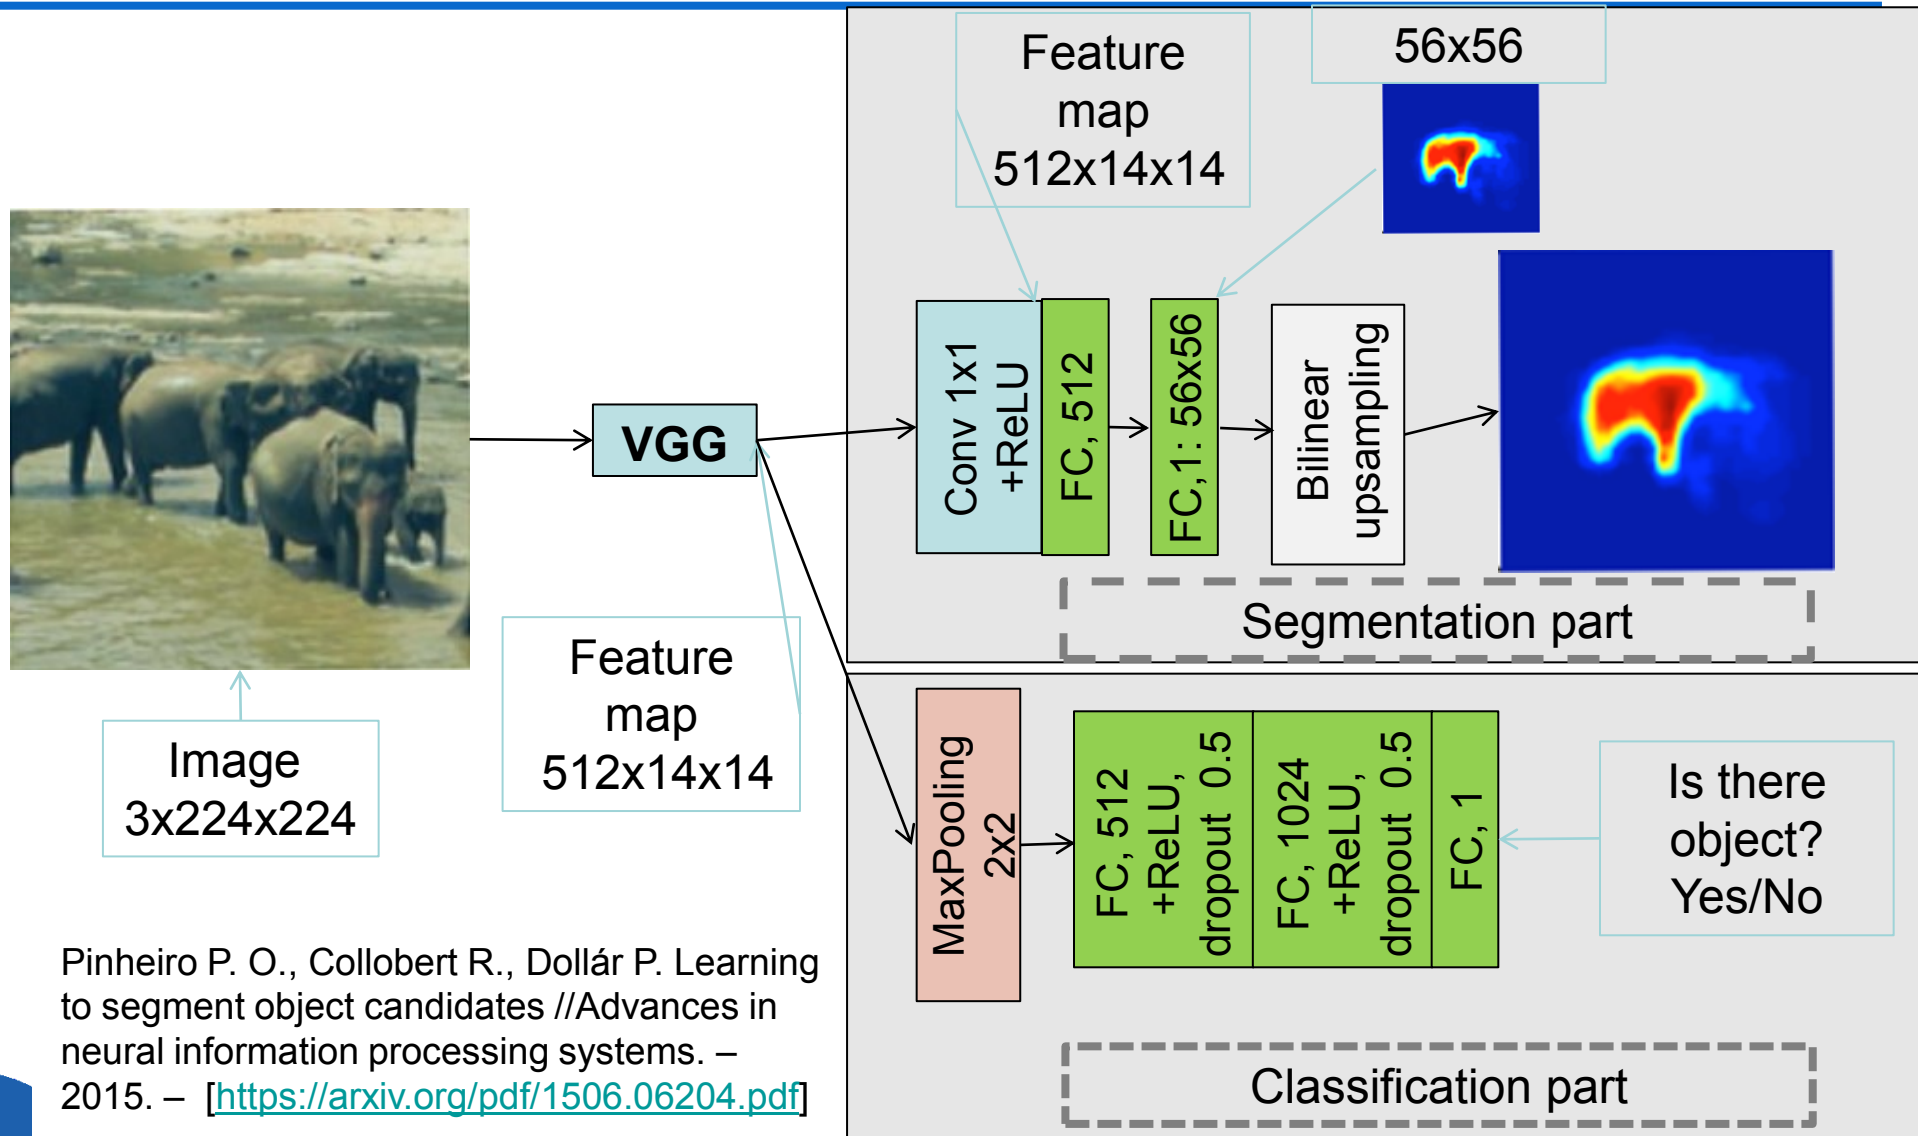 Feature
map
512x14x14
56x56
Conv 1x1
+ReLU
FC, 512
FC,1: 56x56
Bilinear
upsampling
VGG
Segmentation part
Feature
map
512x14x14
Image
3x224x224
MaxPooling
2x2
FC, 512
+ReLU,
dropout 0.5
FC, 1024
+ReLU,
dropout 0.5
FC, 1
Is there
object?
Yes/No
Classification part
Pinheiro P. O., Collobert R., Dollár P. Learning
to segment object candidates //Advances in
neural information processing systems. –
2015. – [https://arxiv.org/pdf/1506.06204.pdf]